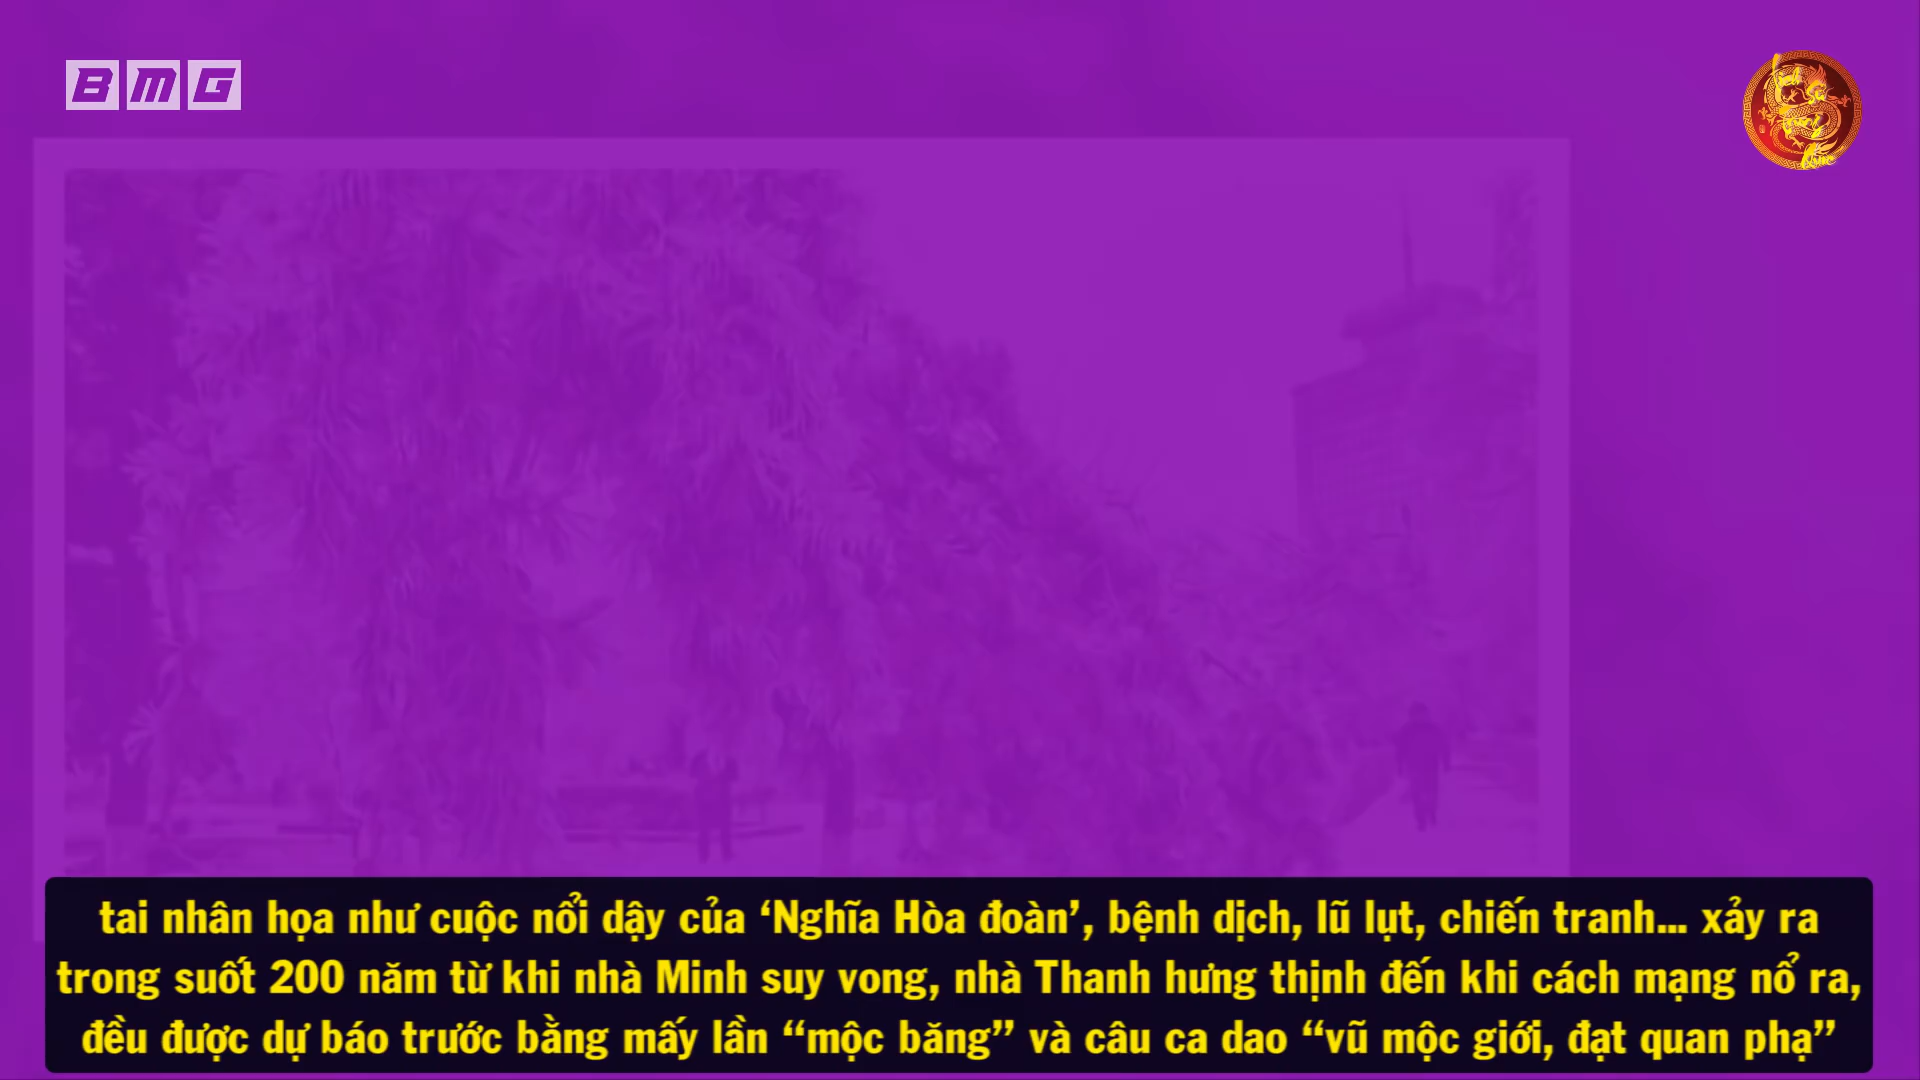 BMG
tai nhân họa như cuộc nổi dậy của ‘Nghĩa Hòa đoàn’, bệnh dịch, lũ lụt, chiến tranh... xảy ra
trong suốt 200 năm từ khi nhà Minh suy vong, nhà Thanh hưng thịnh đến khi cách mạng nổ ra,
đều được dự báo trước bằng mấy lần “mộc băng” và câu ca dao “vũ mộc giới, đạt quan phạ”